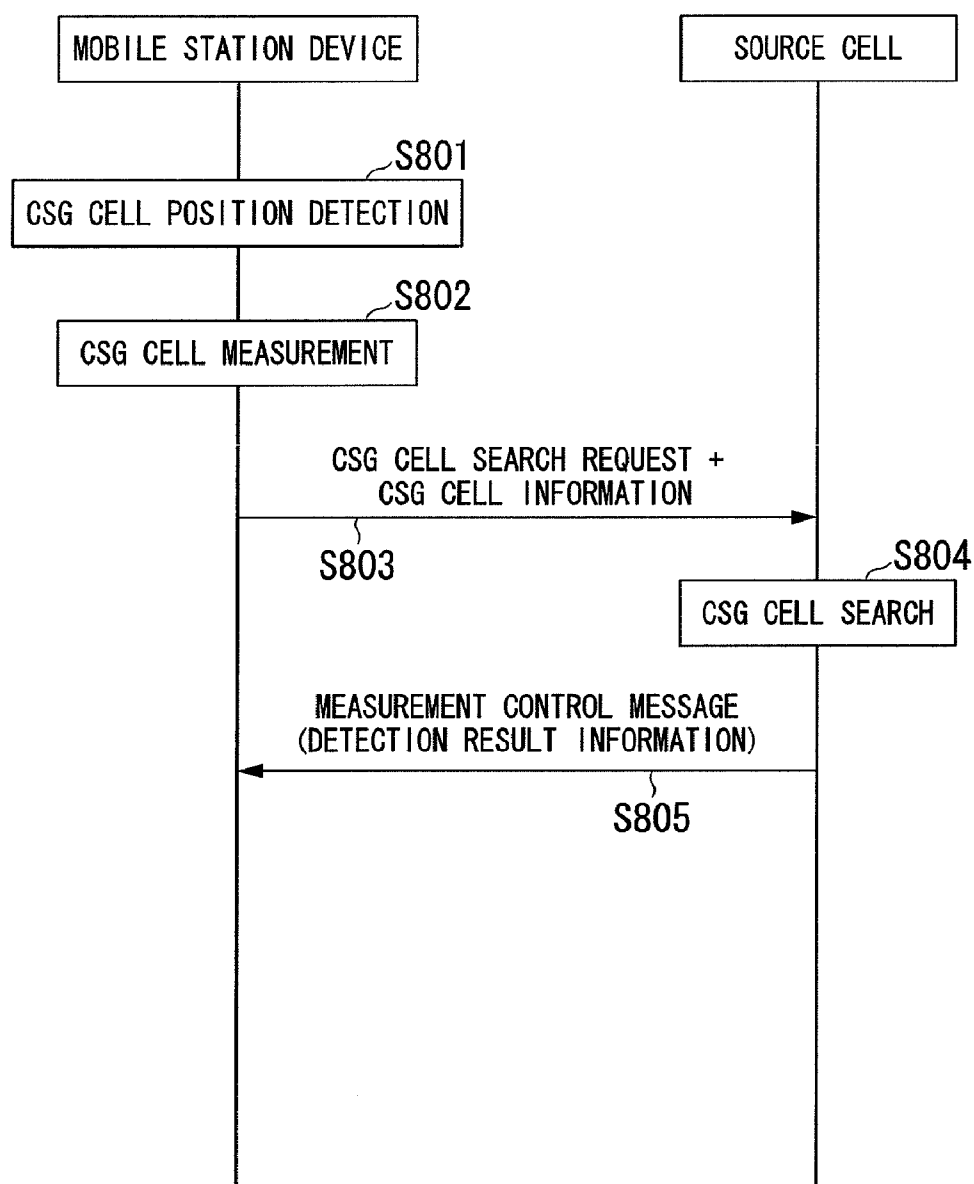 MOBILE STATION DEVICE
SOURCE CELL
S801
CSG CELL POSITION DETECTION
S802
CSG CELL MEASUREMENT
CSG CELL SEARCH REQUEST +
CSG CELL INFORMATION
S803
S804
CSG CELL SEARCH
MEASUREMENT CONTROL MESSAGE
(DETECTION RESULT INFORMATION)
S805